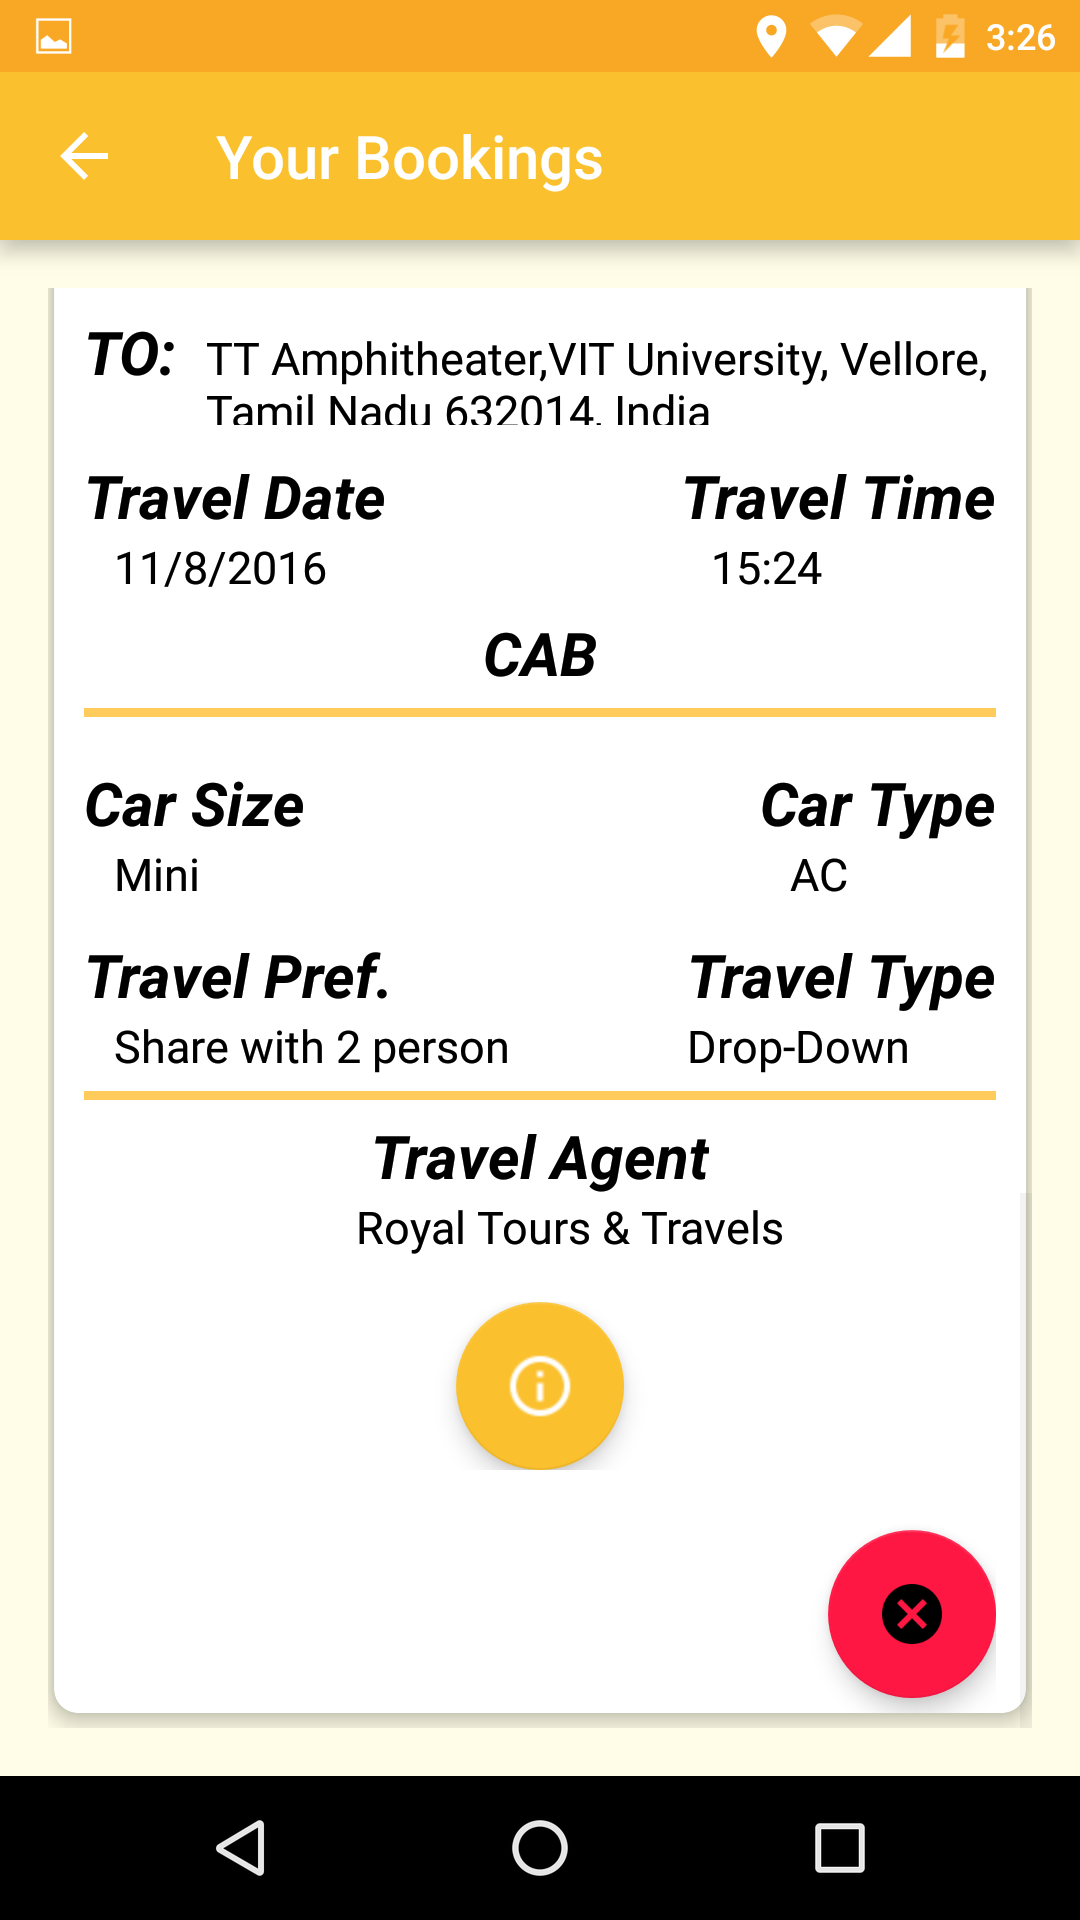 3:26
Your Bookings
TO: TT Amphitheater,VIT University, Vellore,
Tamil Nadu 632014, India
Travel Date Travel Time
11/8/2016 15:24
CAB
Car Size Car Type
Mini AC
Travel Pref. Travel Type
Share with 2 person Drop-Down
Travel Agent
Royal Tours & Travels